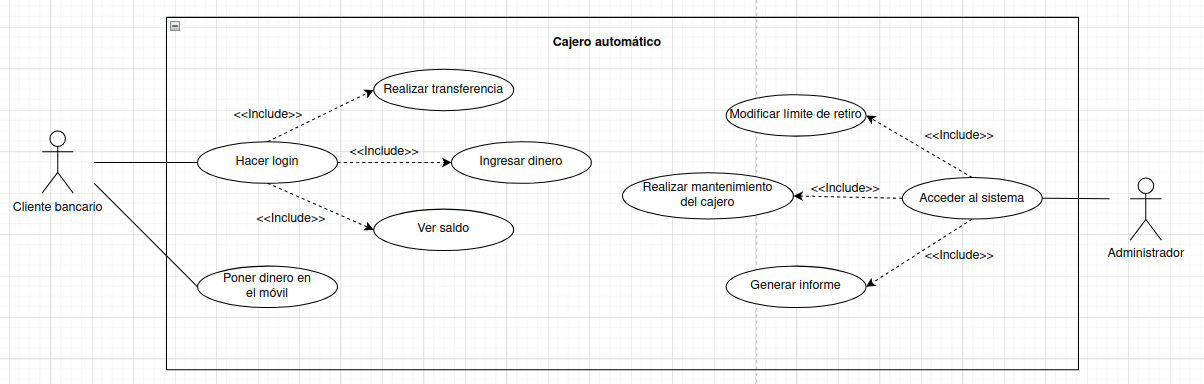 Cajero automático
Realizar transferencia
<<Include>>
Modificar límite de retiro
<<Include>>
Hacer login
<<Include>>
Ingresar dinero
Cliente bancario
Realizar mantenimiento
del cajero
<<Include>>
Acceder al sistema
<<Include>>
Ver saldo
Administrador
<<Include>>
Poner dinero en
el móvil
Generar informe